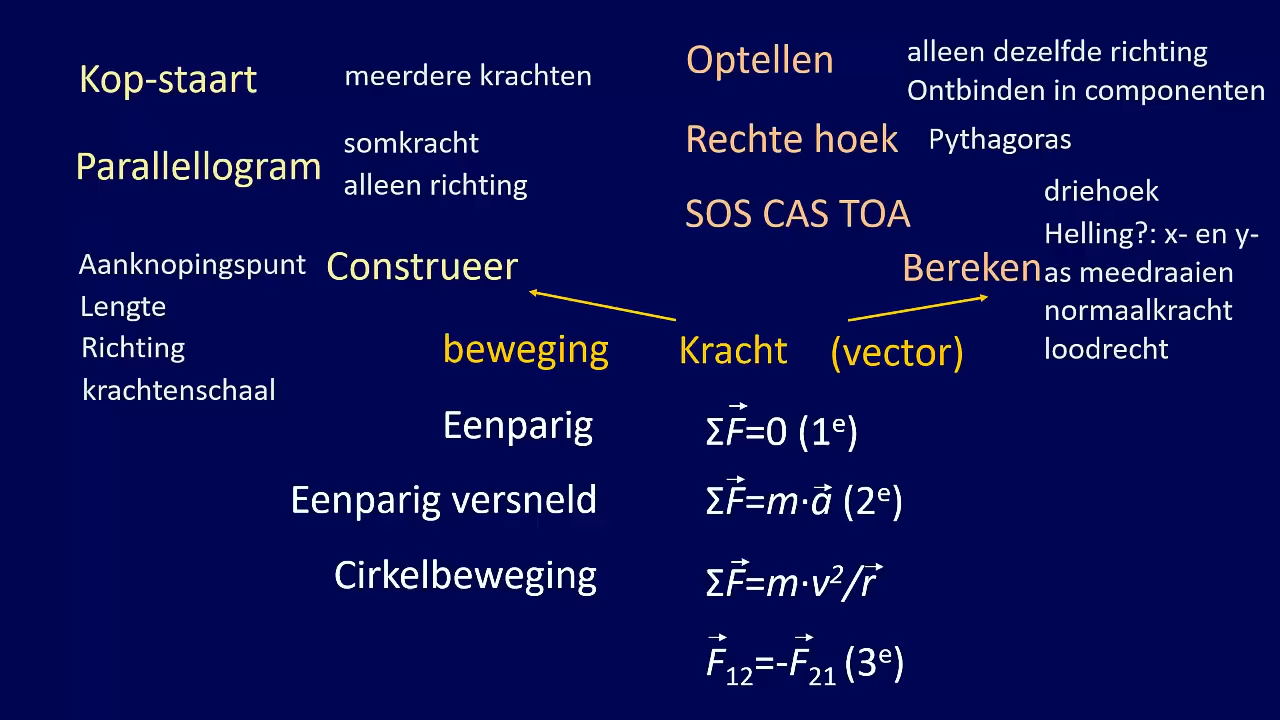 Kop-staart meerdere krachten
Parallellogram somkracht
alleen richting
Aanknopingspunt
Lengte
Richting
krachtenschaal
Construeer
Optellen alleen dezelfde richting
Ontbinden in componenten
Rechte hoek Pythagoras
SOS CAS TOA
Bereken
driehoek
Helling?: x- en y-
as meedraaien
normaalkracht
loodrecht
beweging Kracht (vector)
Eenparig ΣF⃗=0 (1ᵉ)
Eenparig versneld ΣF⃗=m·a⃗ (2ᵉ)
Cirkelbeweging ΣF⃗=m·v²/r⃗
F⃗₁₂=-F⃗₂₁ (3ᵉ)